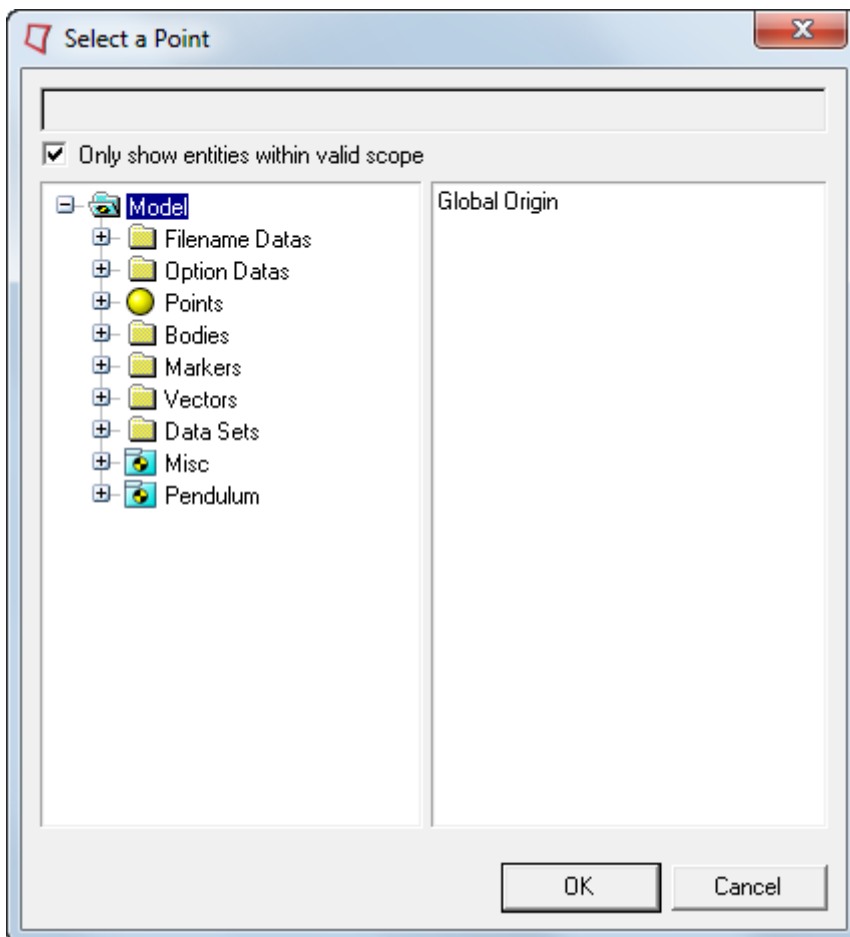 Select a Point
Only show entities within valid scope
Model
Filename Datas
Option Datas
Points
Bodies
Markers
Vectors
Data Sets
Misc
Pendulum
Global Origin
OK
Cancel